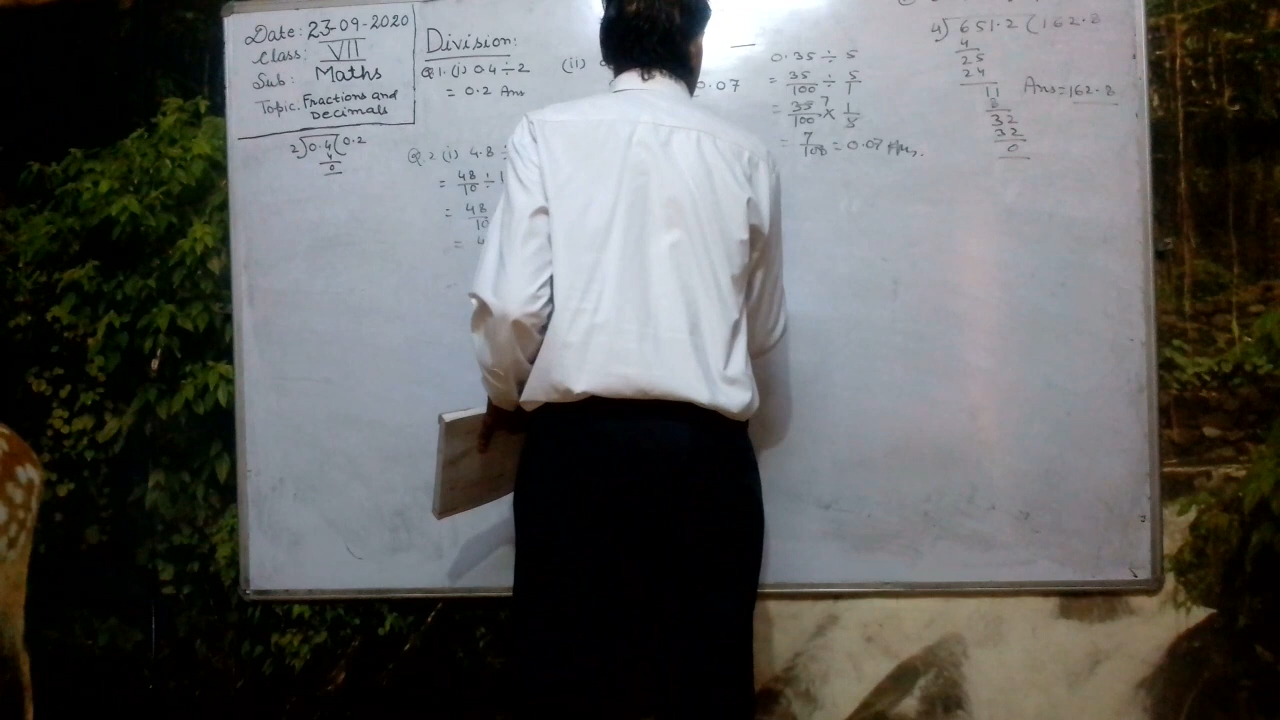 Date: 23-09-2020
Class: VII
Sub: Maths
Topic: Fractions and
Decimals
2)0.4(0.2
4
0
Division:
Q1. (i) 0.4 ÷ 2
= 0.2 Ans
(ii)
0.07
Q.2 (i) 4.8 ÷
= 48/10 ÷
= 48/10
= 4
0.35 ÷ 5
= 35/100 ÷ 5/1
= 35/100 7 × 1/5
= 7/100 = 0.07 Ans.
4)651.2(162.8
4
25
24
11
8
32
32
0
Ans = 162.8